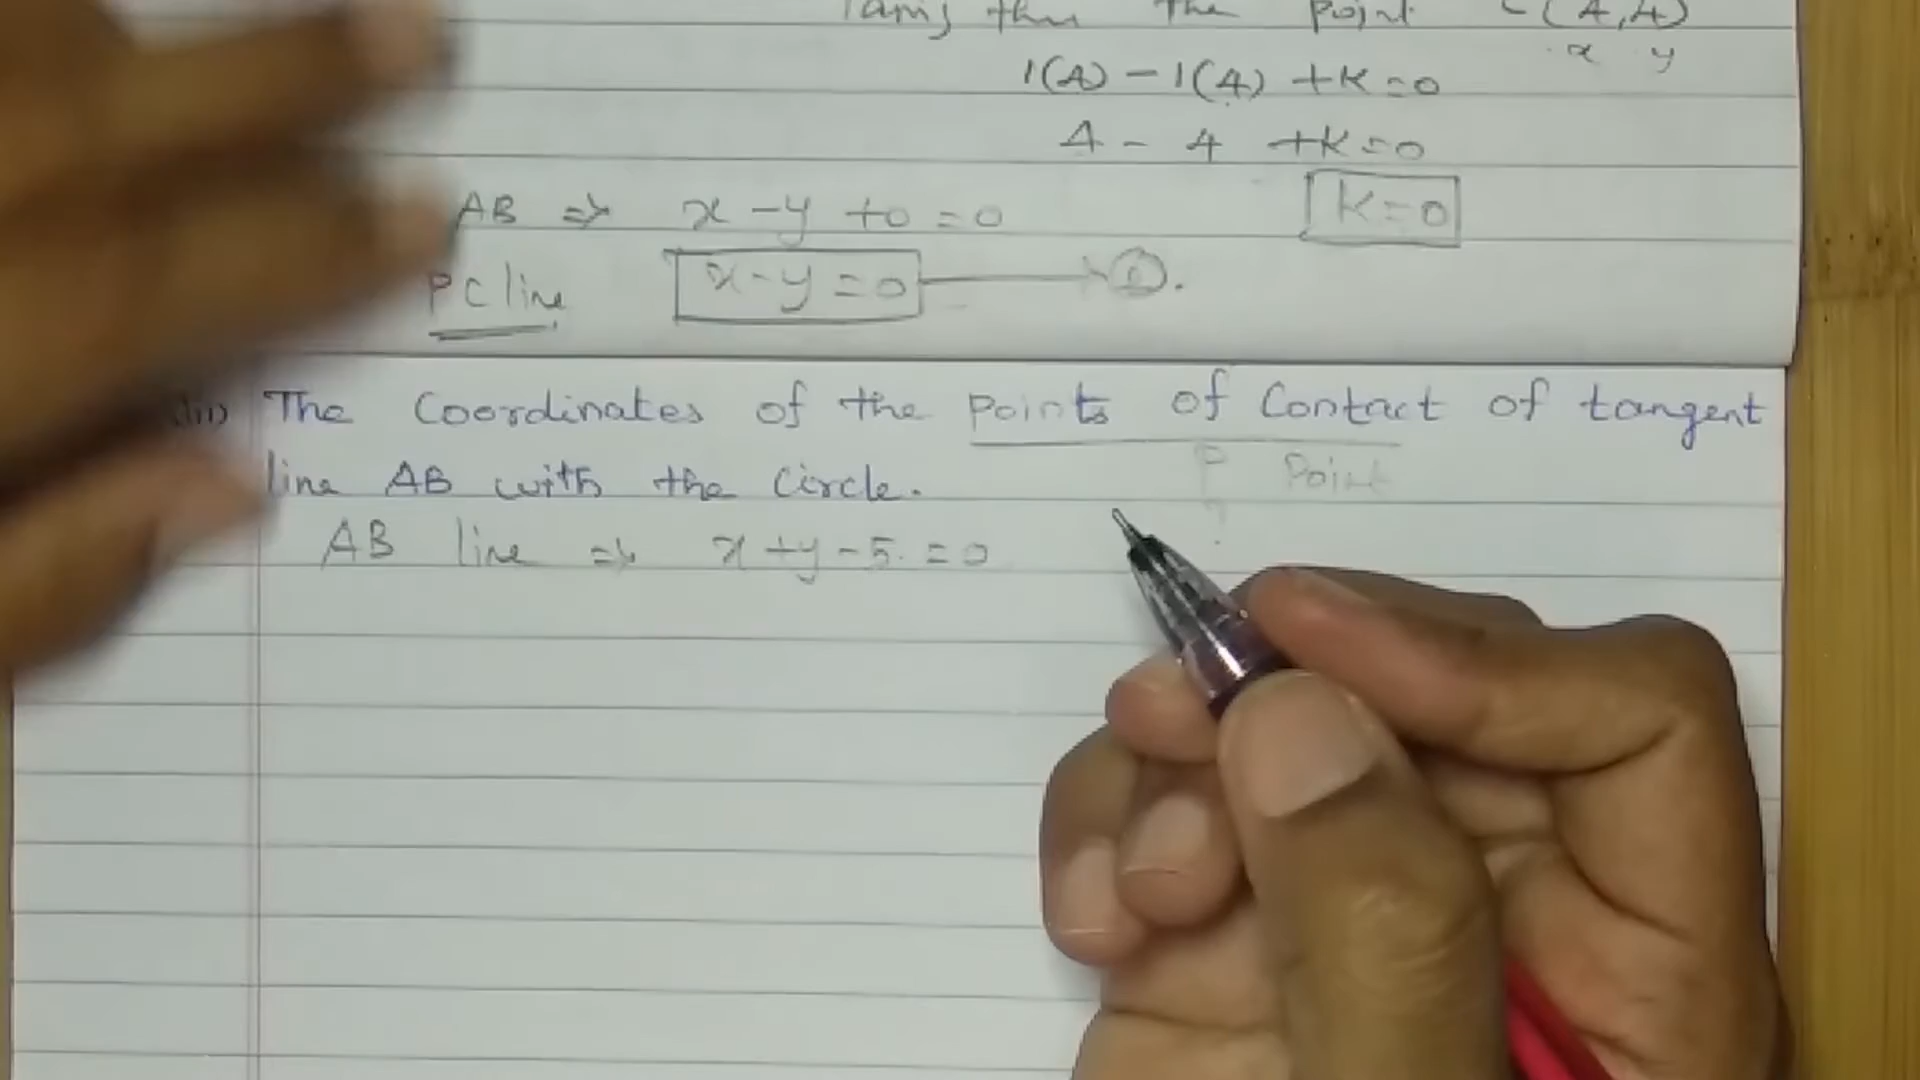 the Point C(4,4)
x y
1(4) - 1(4) + K = 0
4 - 4 + K = 0
K = 0
AB ⇒ x - y + 0 = 0
PC line x - y = 0
iii) The Coordinates of the Points of Contact of tangent
line AB with the Circle.
P Point
?
AB line ⇒ x + y - 5 = 0